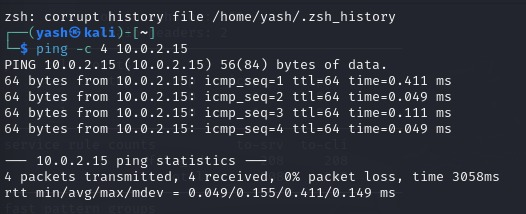 zsh: corrupt history file /home/yash/.zsh_history
┌──(yash㉿kali)-[~]
└─$ ping -c 4 10.0.2.15
PING 10.0.2.15 (10.0.2.15) 56(84) bytes of data.
64 bytes from 10.0.2.15: icmp_seq=1 ttl=64 time=0.411 ms
64 bytes from 10.0.2.15: icmp_seq=2 ttl=64 time=0.049 ms
64 bytes from 10.0.2.15: icmp_seq=3 ttl=64 time=0.111 ms
64 bytes from 10.0.2.15: icmp_seq=4 ttl=64 time=0.049 ms
--- 10.0.2.15 ping statistics ---
4 packets transmitted, 4 received, 0% packet loss, time 3058ms
rtt min/avg/max/mdev = 0.049/0.155/0.411/0.149 ms